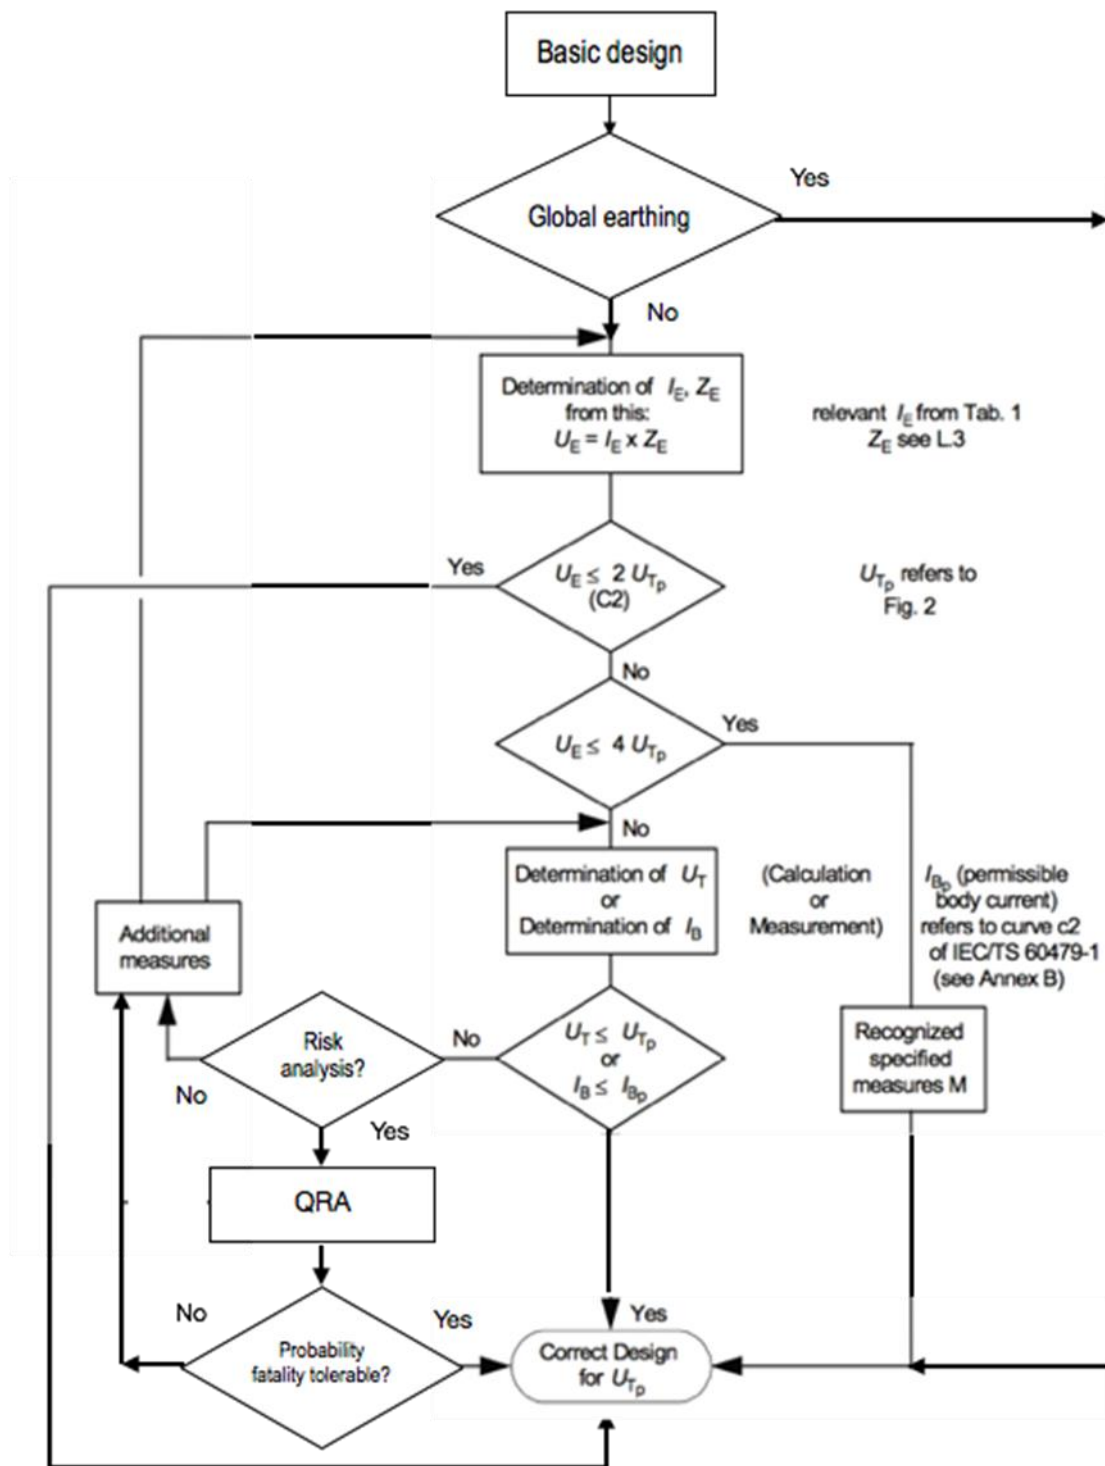 Basic design
Yes
Global earthing
No
Determination of I_E, Z_E
from this:
U_E = I_E x Z_E
relevant I_E from Tab. 1
Z_E see L.3
Yes
U_E ≤ 2 U_Tp
(C2)
U_Tp refers to
Fig. 2
No
Yes
U_E ≤ 4 U_Tp
No
Determination of U_T
or
Determination of I_B
(Calculation
or
Measurement)
I_Bp (permissible
body current)
refers to curve c2
of IEC/TS 60479-1
(see Annex B)
Additional
measures
Risk
analysis?
No
U_T ≤ U_Tp
or
I_B ≤ I_Bp
Recognized
specified
measures M
No
Yes
QRA
No
Yes
Yes
Probability
fatality tolerable?
Correct Design
for U_Tp